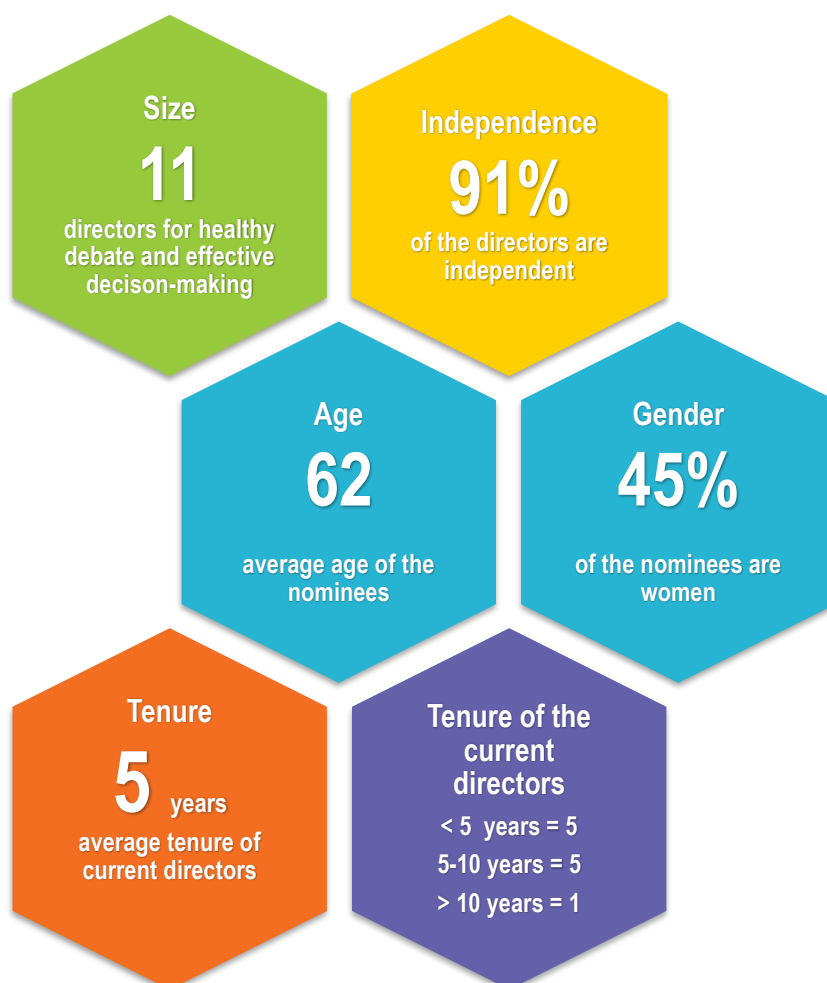 Size
11
directors for healthy
debate and effective
decison-making
Independence
91%
of the directors are
independent
Age
62
average age of the
nominees
Gender
45%
of the nominees are
women
Tenure
5 years
average tenure of
current directors
Tenure of the
current
directors
< 5 years = 5
5-10 years = 5
> 10 years = 1